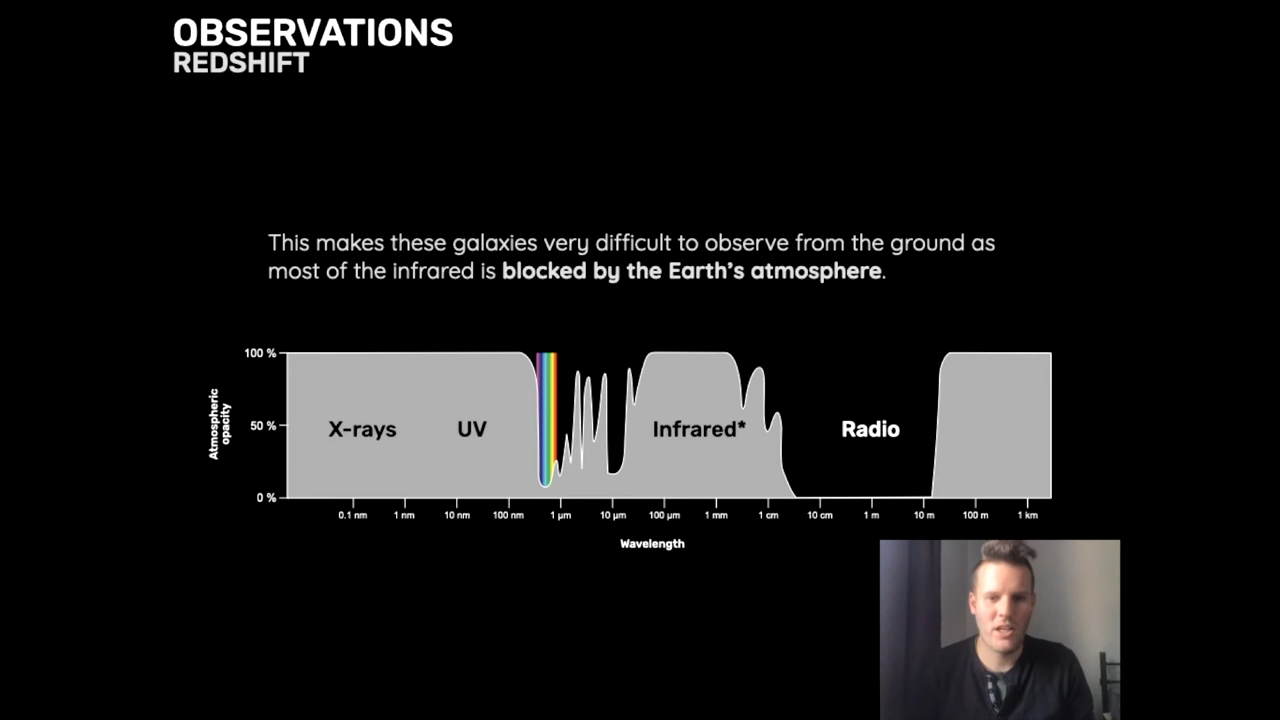 OBSERVATIONS
REDSHIFT
This makes these galaxies very difficult to observe from the ground as
most of the infrared is blocked by the Earth's atmosphere.
100 %
50 %
0 %
Atmospheric
opacity
X-rays
UV
Infrared*
Radio
0.1 nm
1 nm
10 nm
100 nm
1 µm
10 µm
100 µm
1 mm
1 cm
10 cm
1 m
10 m
100 m
1 km
Wavelength